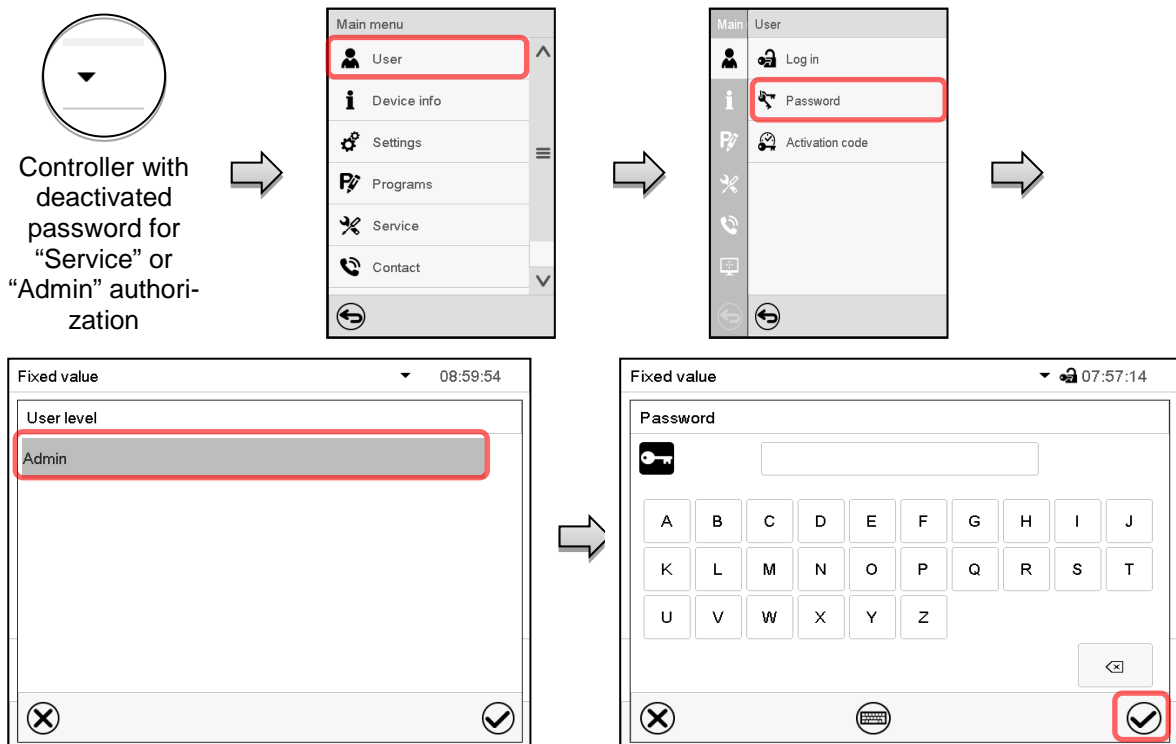 Controller with
deactivated
password for
“Service” or
“Admin” authori-
zation
Main menu
User
Device info
Settings
Programs
Service
Contact
Main
User
Log in
Password
Activation code
Fixed value
08:59:54
User level
Admin
Fixed value
07:57:14
Password
A B C D E F G H I J
K L M N O P Q R S T
U V W X Y Z